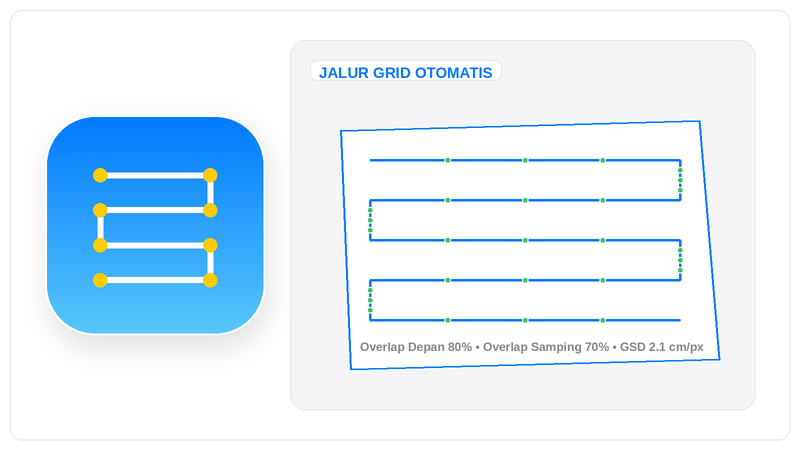 JALUR GRID OTOMATIS
Overlap Depan 80% • Overlap Samping 70% • GSD 2.1 cm/px